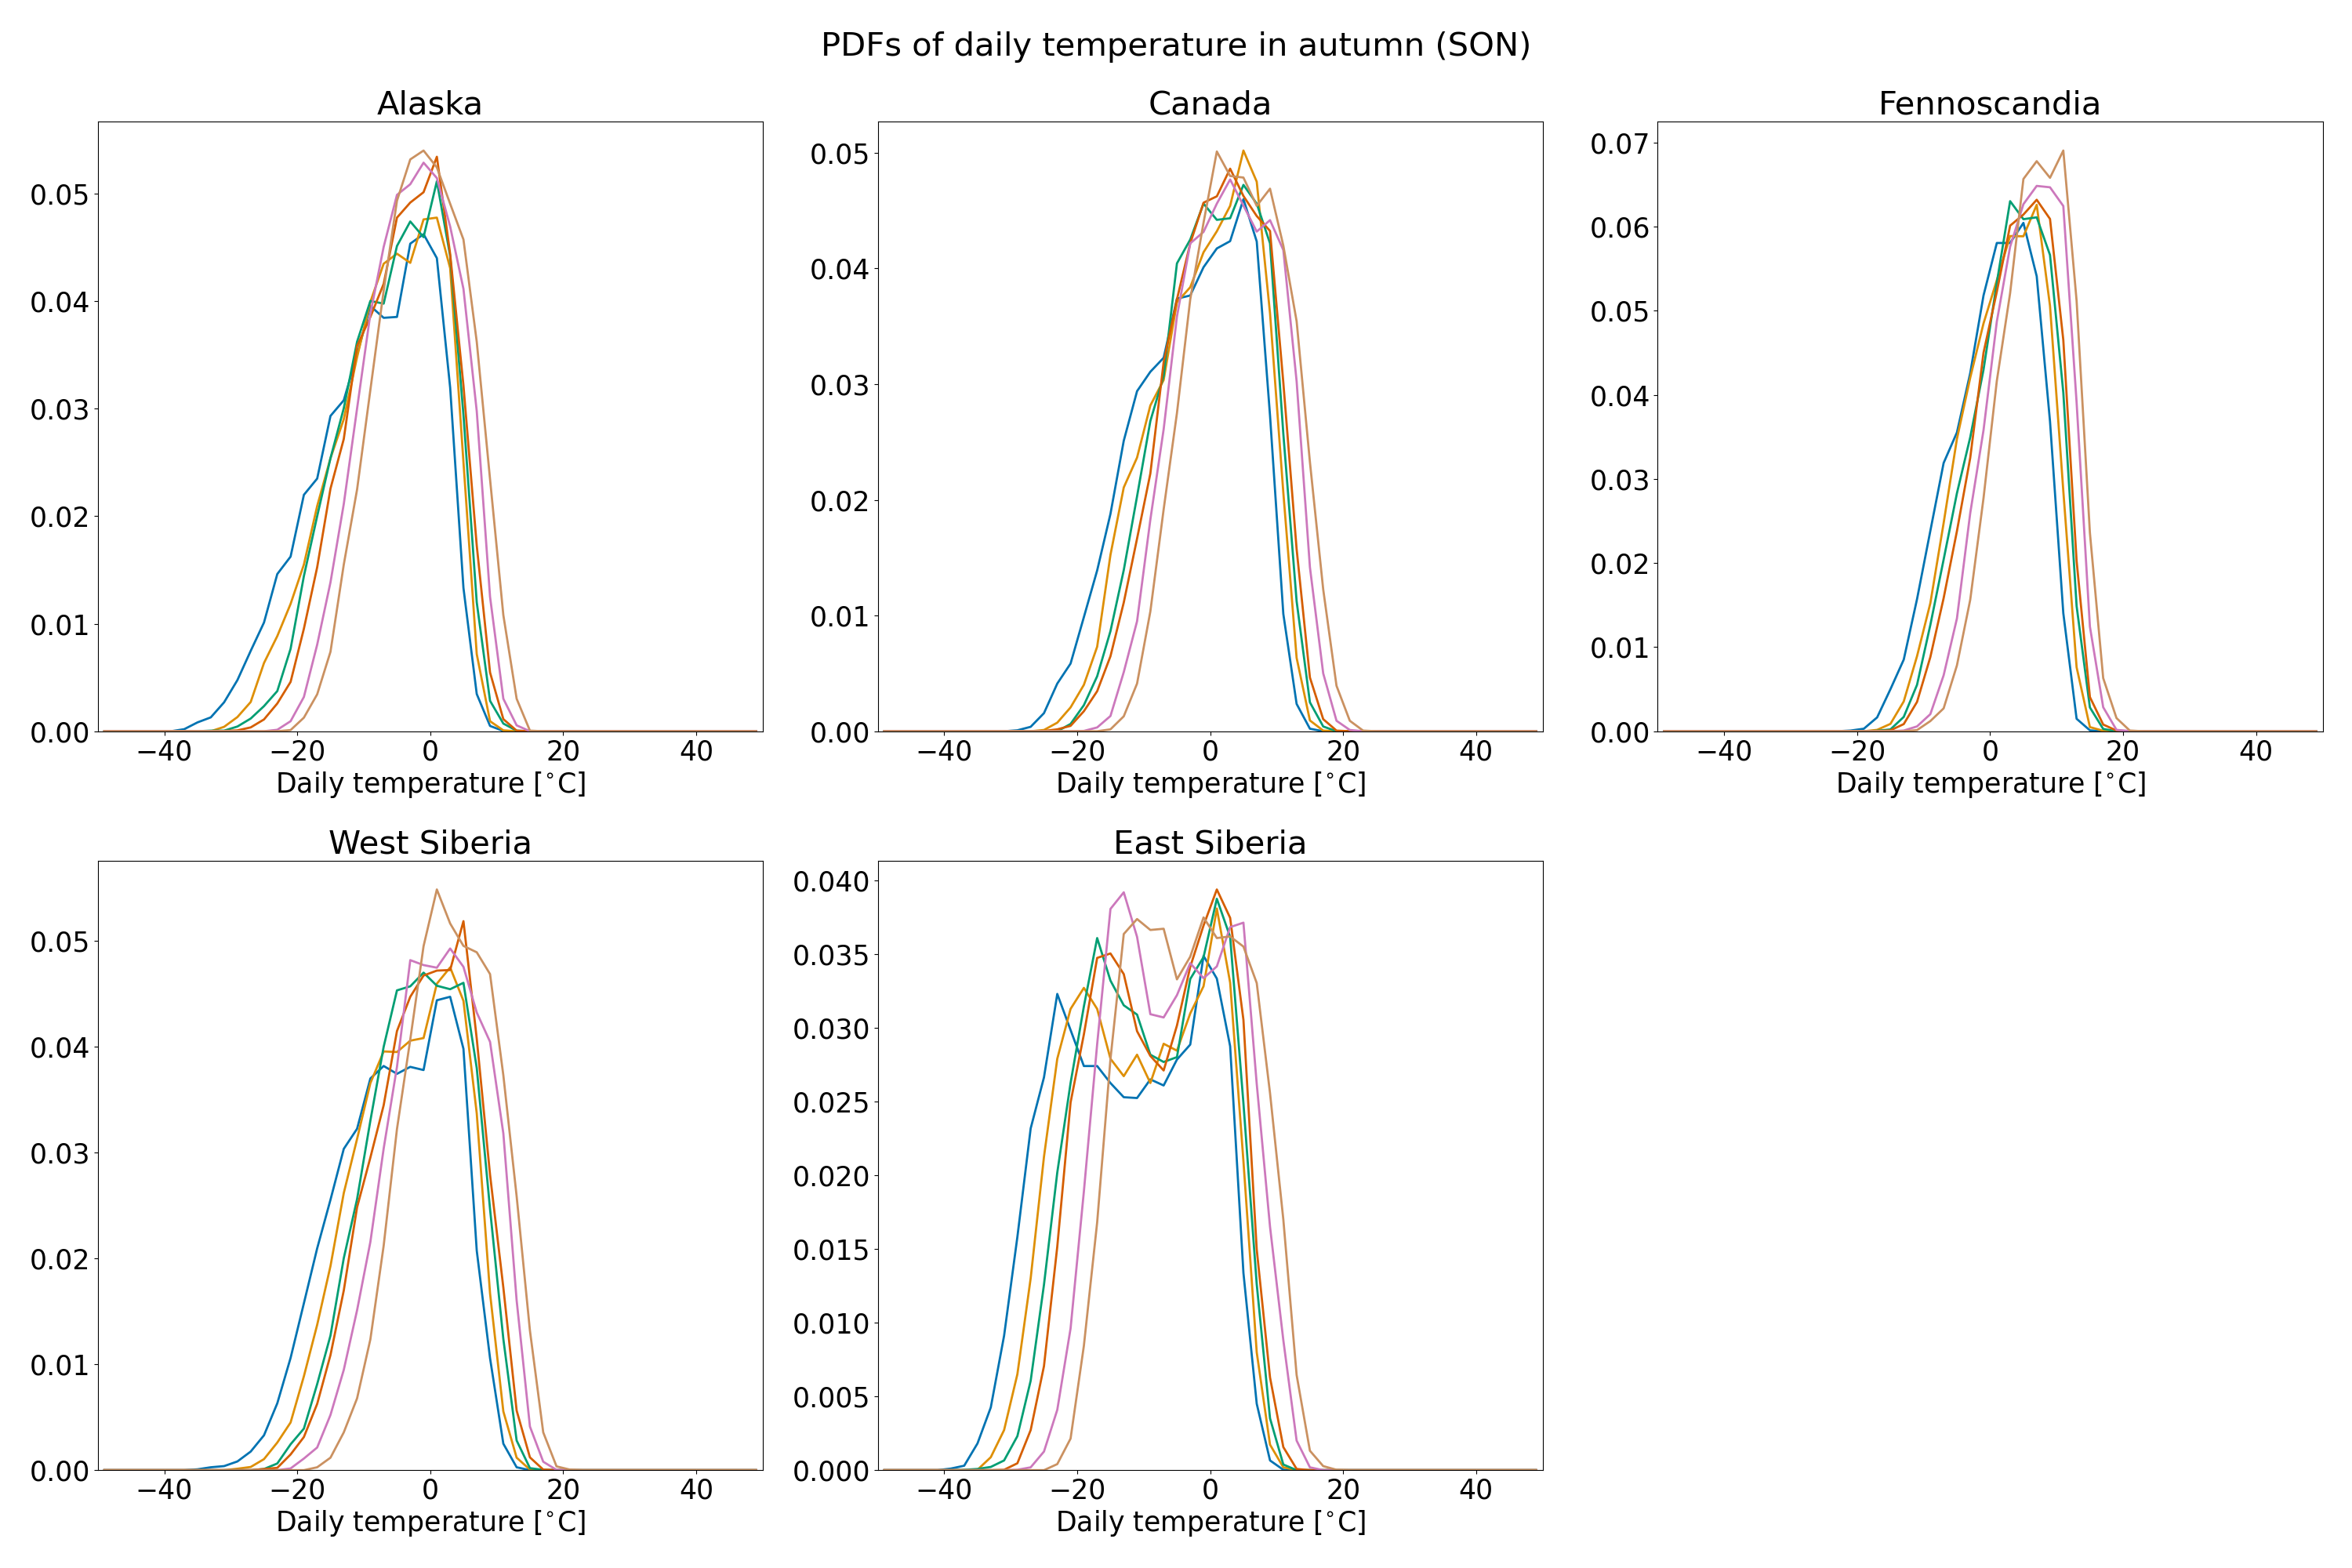 PDFs of daily temperature in autumn (SON)
Alaska
0.05
0.04
0.03
0.02
0.01
0.00
−40 −20 0 20 40
Daily temperature [°C]
Canada
0.05
0.04
0.03
0.02
0.01
0.00
−40 −20 0 20 40
Daily temperature [°C]
Fennoscandia
0.07
0.06
0.05
0.04
0.03
0.02
0.01
0.00
−40 −20 0 20 40
Daily temperature [°C]
West Siberia
0.05
0.04
0.03
0.02
0.01
0.00
−40 −20 0 20 40
Daily temperature [°C]
East Siberia
0.040
0.035
0.030
0.025
0.020
0.015
0.010
0.005
0.000
−40 −20 0 20 40
Daily temperature [°C]